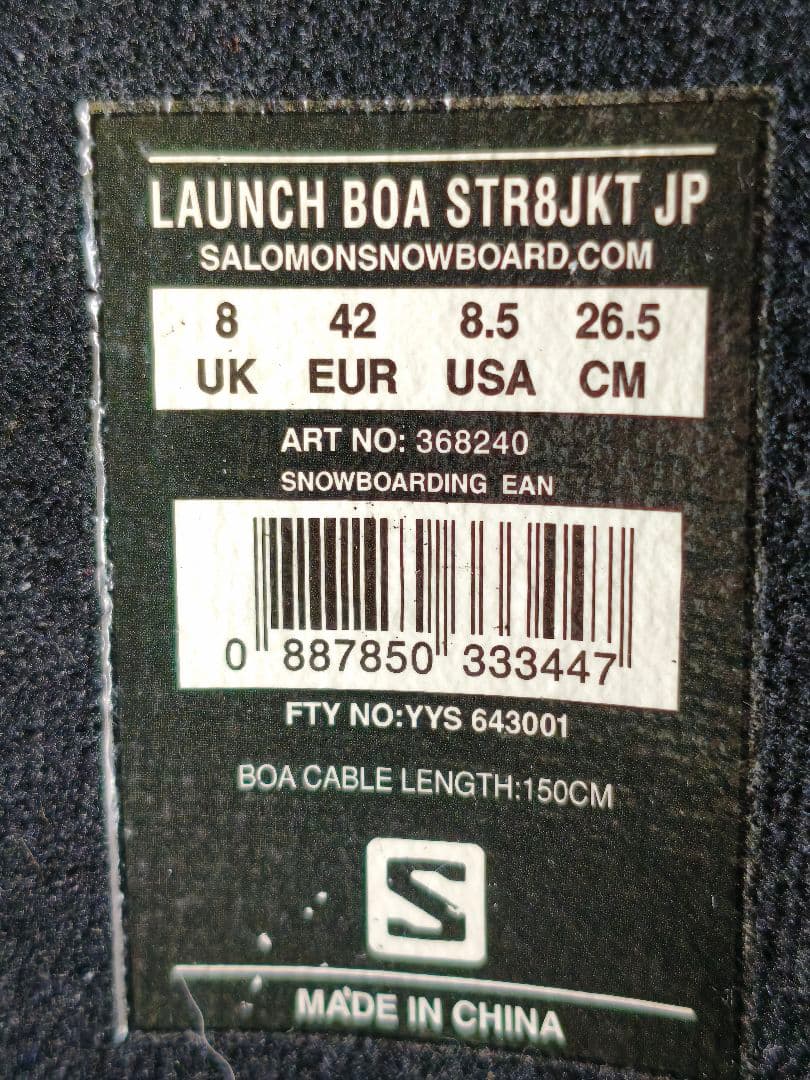 LAUNCH BOA STR8JKT JP
SALOMONSNOWBOARD.COM
8 42 8.5 26.5
UK EUR USA CM
ART NO: 368240
SNOWBOARDING EAN
0 887850 333447
FTY NO:YYS 643001
BOA CABLE LENGTH:150CM
S
MADE IN CHINA